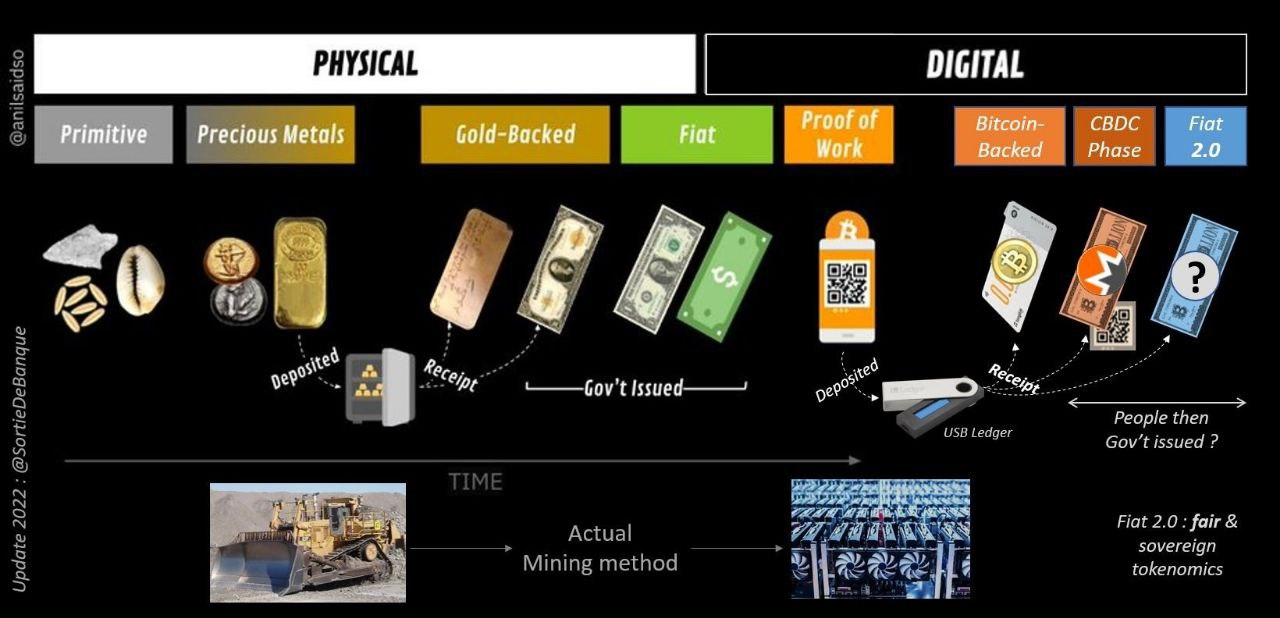 @anilsaidso
PHYSICAL
DIGITAL
Primitive
Precious Metals
Gold-Backed
Fiat
Proof of
Work
Bitcoin-
Backed
CBDC
Phase
Fiat
2.0
?
Deposited
Receipt
Gov't Issued
Deposited
Receipt
Ledger
USB Ledger
People then
Gov't issued ?
TIME
Actual
Mining method
Fiat 2.0 : fair &
sovereign
tokenomics
Update 2022 : @SortieDeBanque